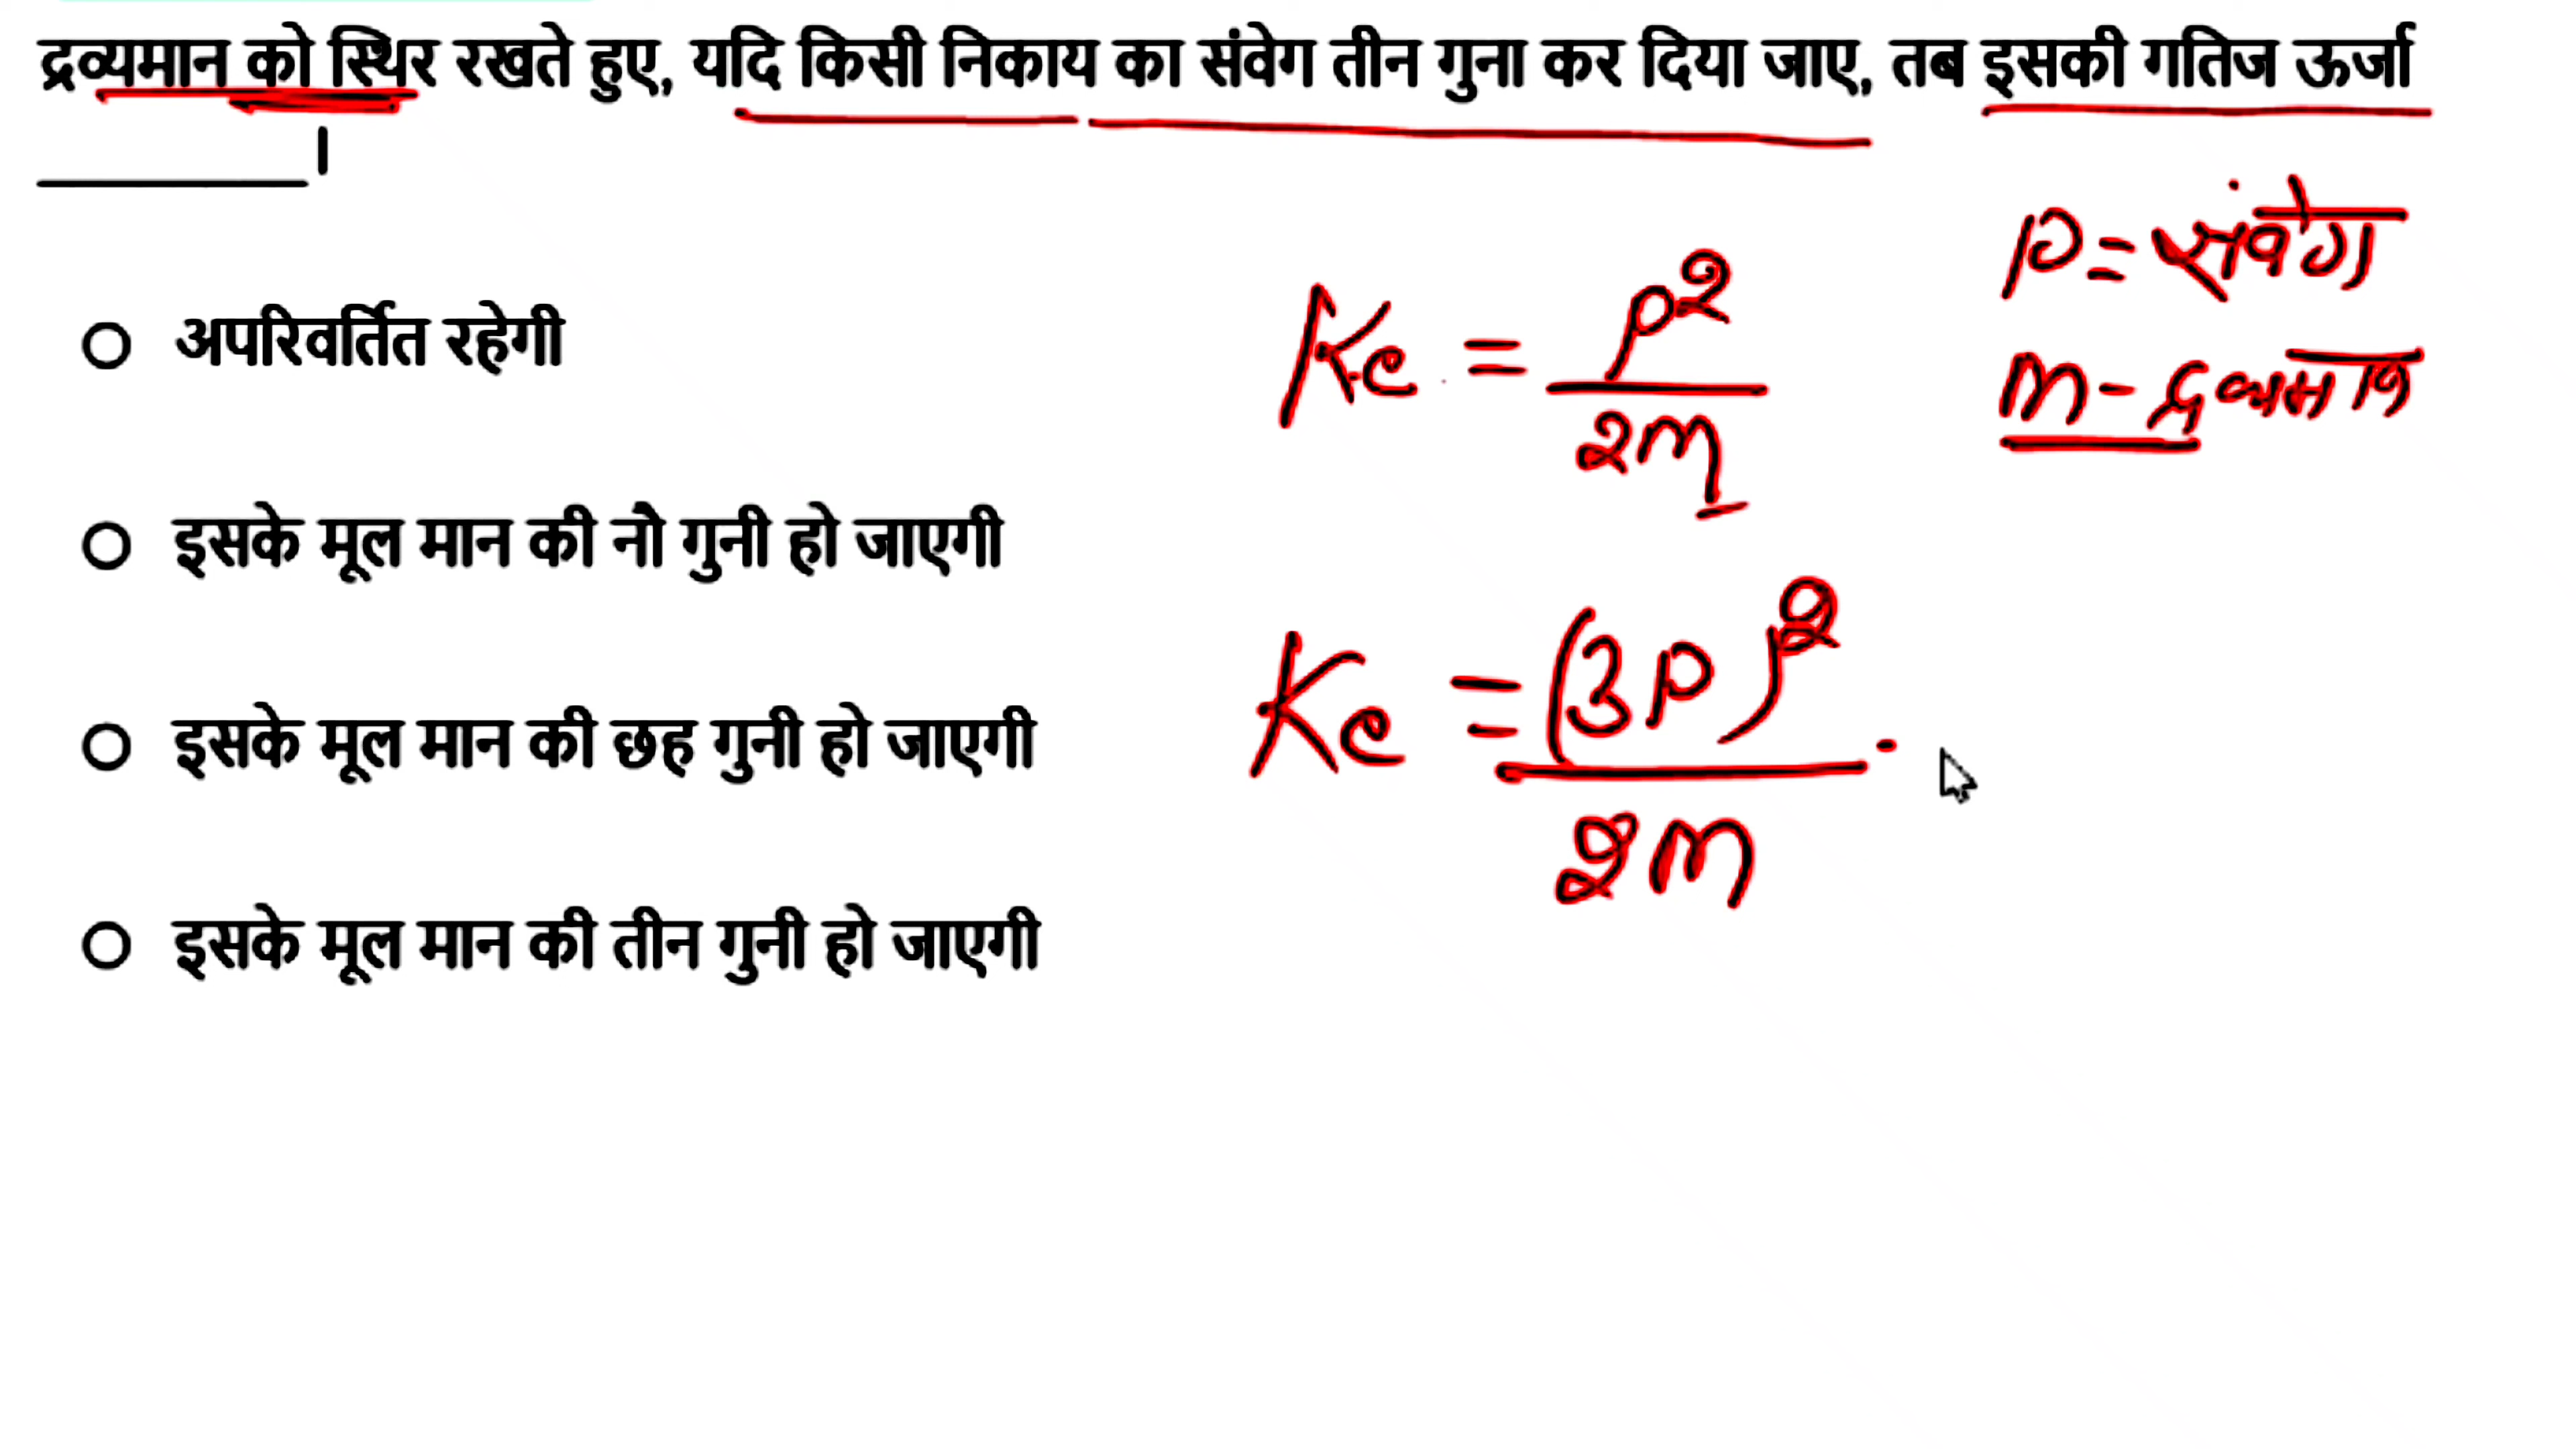 द्रव्यमान को स्थिर रखते हुए, यदि किसी निकाय का संवेग तीन गुना कर दिया जाए, तब इसकी गतिज ऊर्जा
_________।
अपरिवर्तित रहेगी
इसके मूल मान की नौ गुनी हो जाएगी
इसके मूल मान की छह गुनी हो जाएगी
इसके मूल मान की तीन गुनी हो जाएगी
p = संवेग
m - द्रव्यमान
Ke = p²
2m
Ke = (3p)²
2m